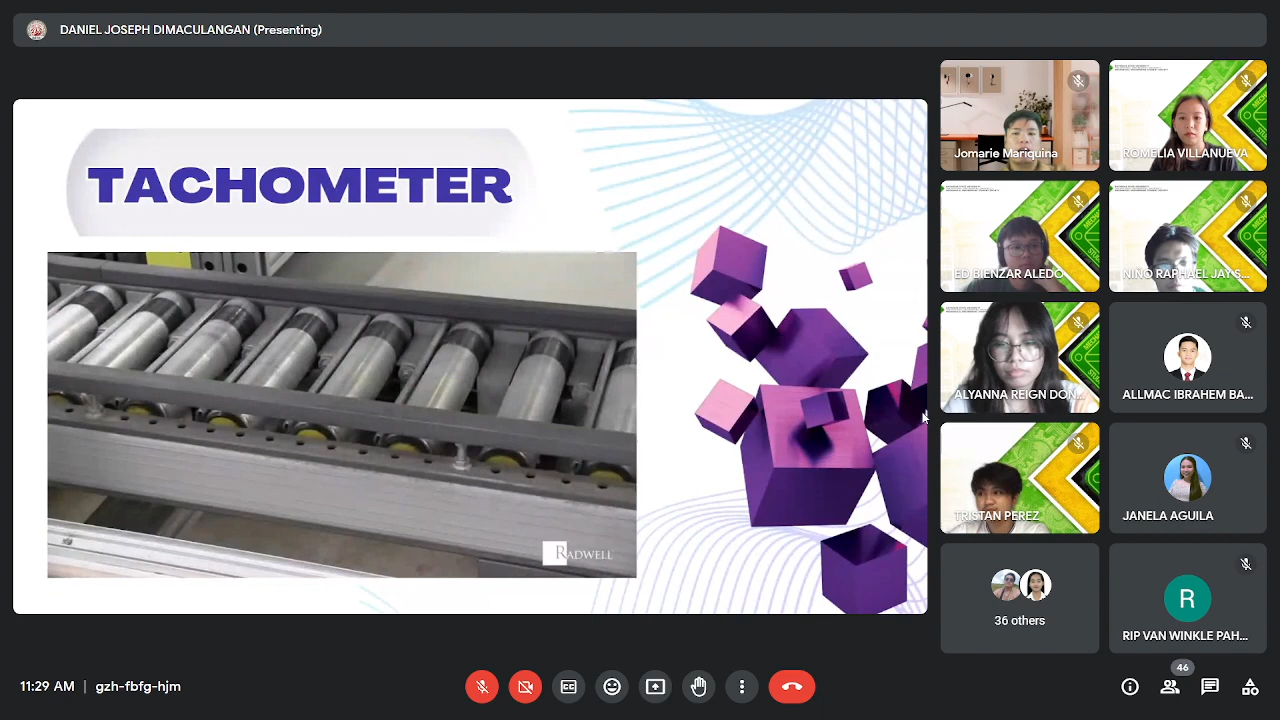 DANIEL JOSEPH DIMACULANGAN (Presenting)
TACHOMETER
RADWELL
Jomarie Mariquina
ROMELIA VILLANUEVA
ED BIENZAR ALEDO
NIÑO RAPHAEL JAY S...
ALYANNA REIGN DON...
ALLMAC IBRAHEM BA...
TRISTAN PEREZ
JANELA AGUILA
36 others
R
RIP VAN WINKLE PAH...
11:29 AM | gzh-fbfg-hjm
46